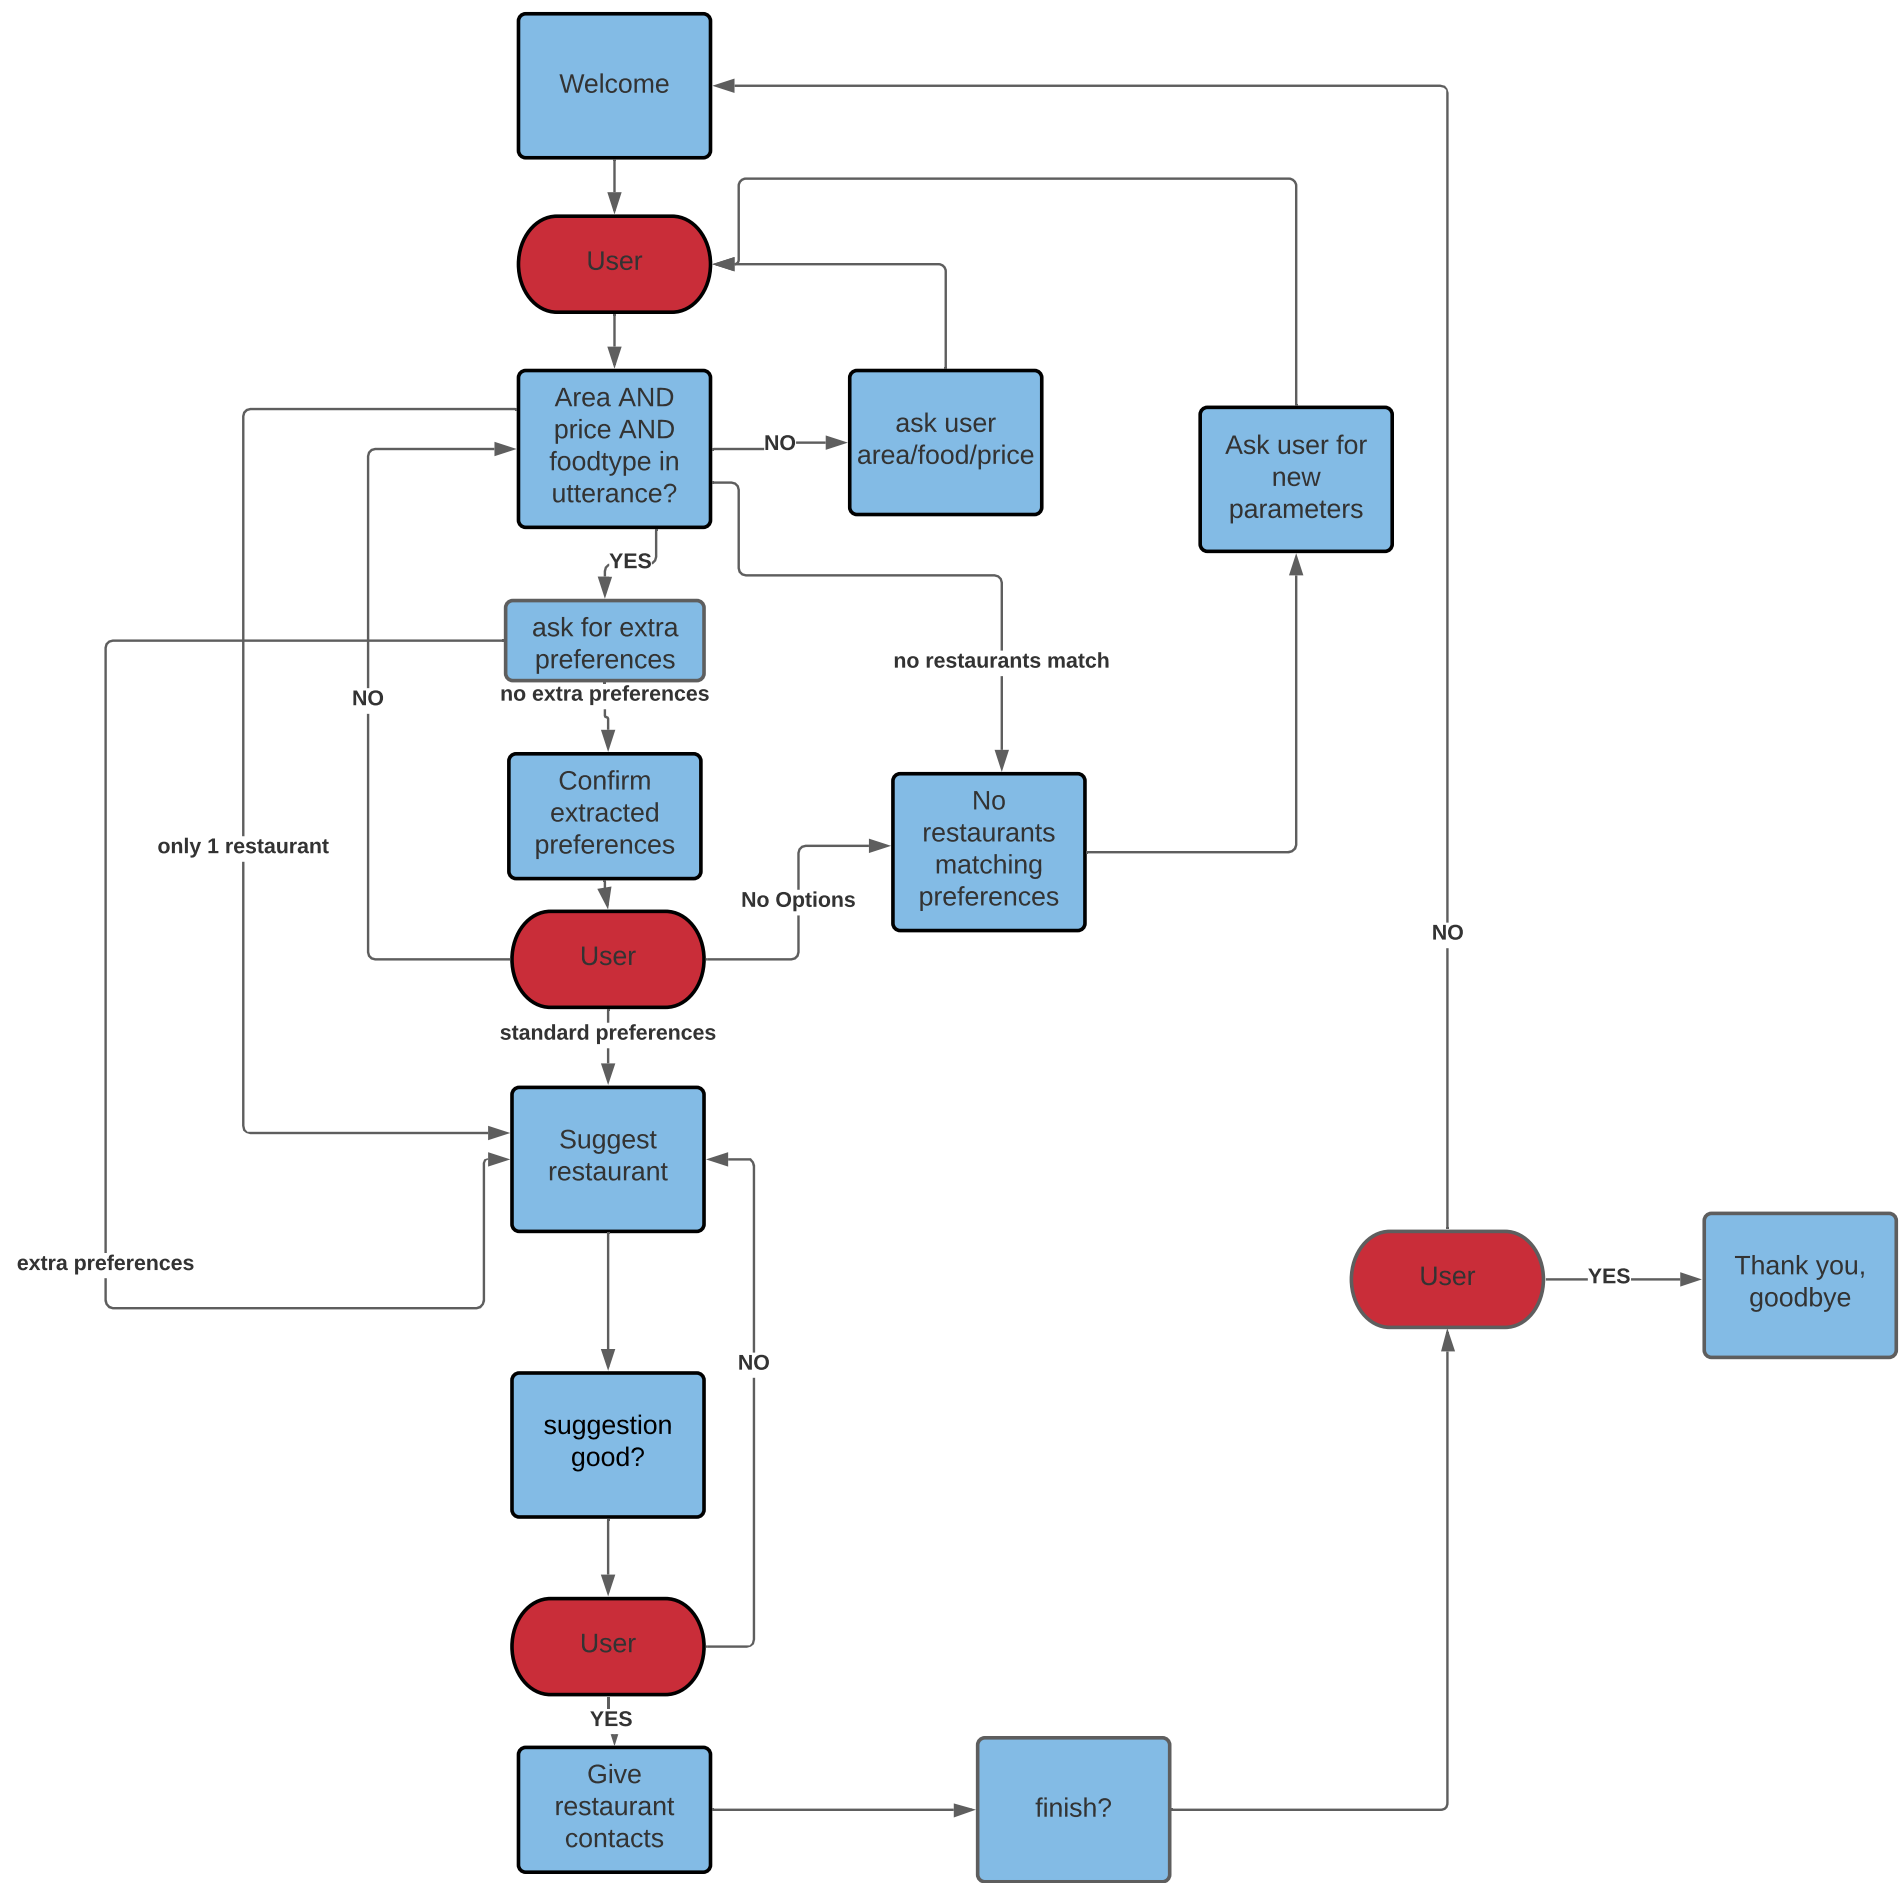 Welcome
User
Area AND
price AND
foodtype in
utterance?
NO
ask user
area/food/price
Ask user for
new
parameters
YES
ask for extra
preferences
no extra preferences
no restaurants match
NO
Confirm
extracted
preferences
No
restaurants
matching
preferences
only 1 restaurant
No Options
User
NO
standard preferences
Suggest
restaurant
extra preferences
User
YES
Thank you,
goodbye
NO
suggestion
good?
User
YES
Give
restaurant
contacts
finish?